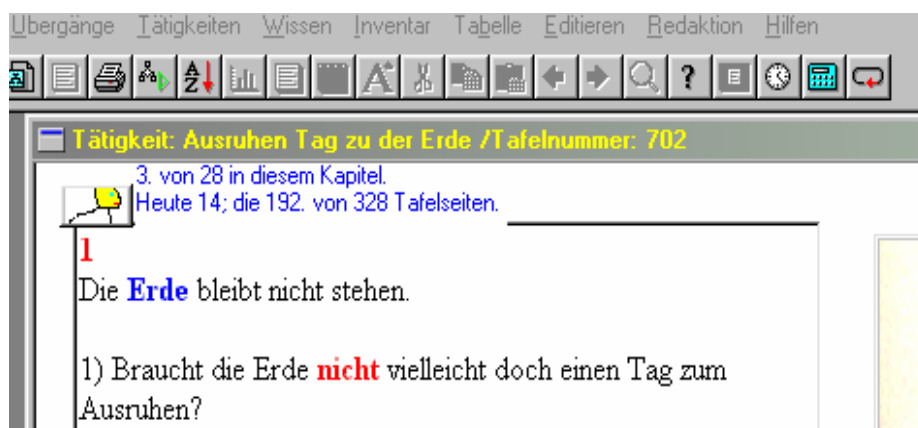 Übergänge Tätigkeiten Wissen Inventar Tabelle Editieren Redaktion Hilfen
Tätigkeit: Ausruhen Tag zu der Erde /Tafelnummer: 702
3. von 28 in diesem Kapitel.
Heute 14; die 192. von 328 Tafelseiten.
1
Die Erde bleibt nicht stehen.
1) Braucht die Erde nicht vielleicht doch einen Tag zum
Ausruhen?